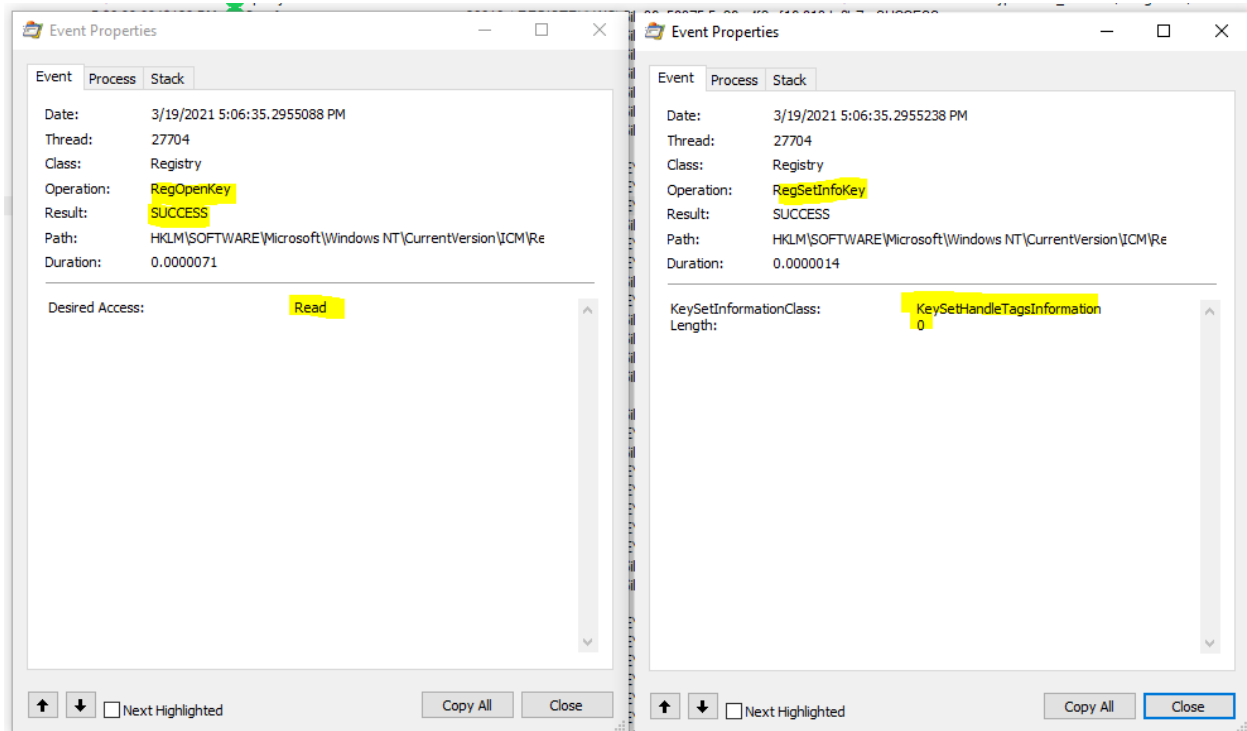 Event Properties
Event Process Stack
Date: 3/19/2021 5:06:35.2955088 PM
Thread: 27704
Class: Registry
Operation: RegOpenKey
Result: SUCCESS
Path: HKLM\SOFTWARE\Microsoft\Windows NT\CurrentVersion\ICM\Re
Duration: 0.0000071
Desired Access: Read
Next Highlighted
Copy All
Close
Event Properties
Event Process Stack
Date: 3/19/2021 5:06:35.2955238 PM
Thread: 27704
Class: Registry
Operation: RegSetInfoKey
Result: SUCCESS
Path: HKLM\SOFTWARE\Microsoft\Windows NT\CurrentVersion\ICM\Re
Duration: 0.0000014
KeySetInformationClass: KeySetHandleTagsInformation
Length: 0
Next Highlighted
Copy All
Close